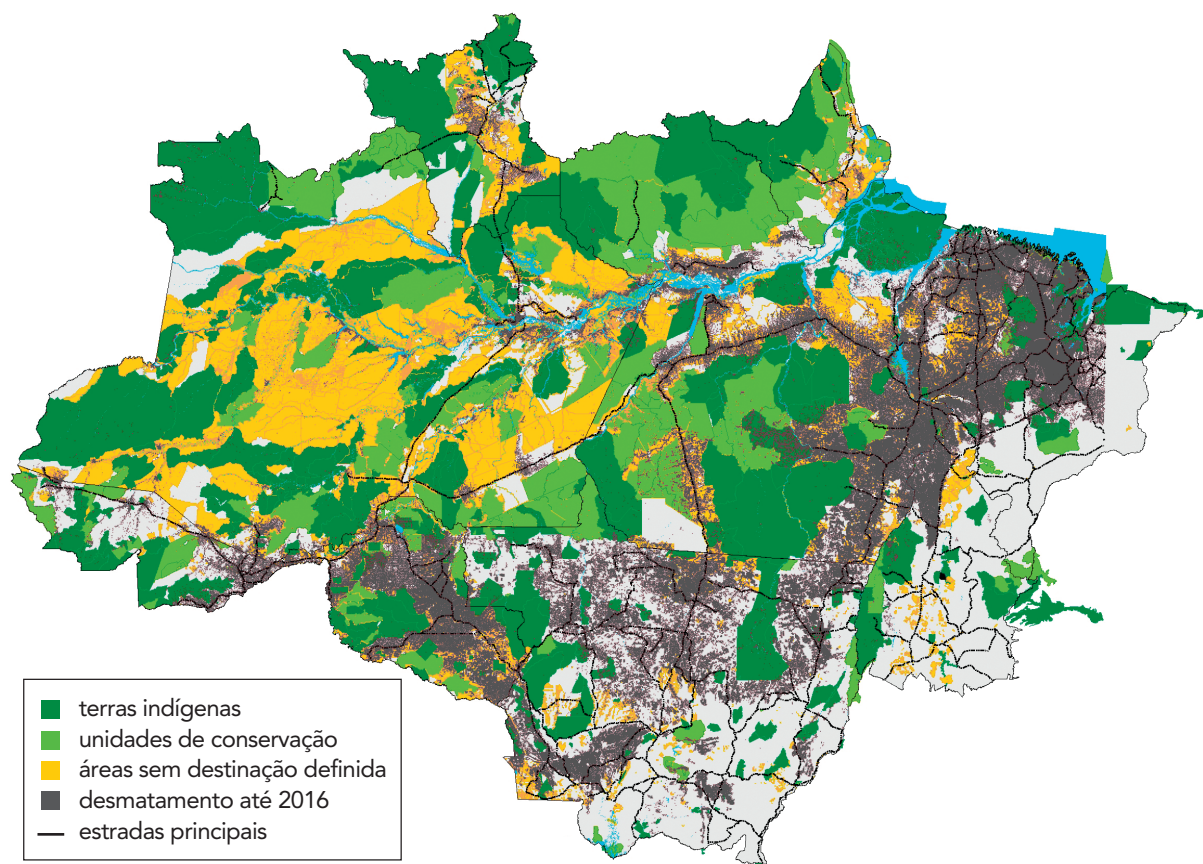 terras indígenas
unidades de conservação
áreas sem destinação definida
desmatamento até 2016
estradas principais